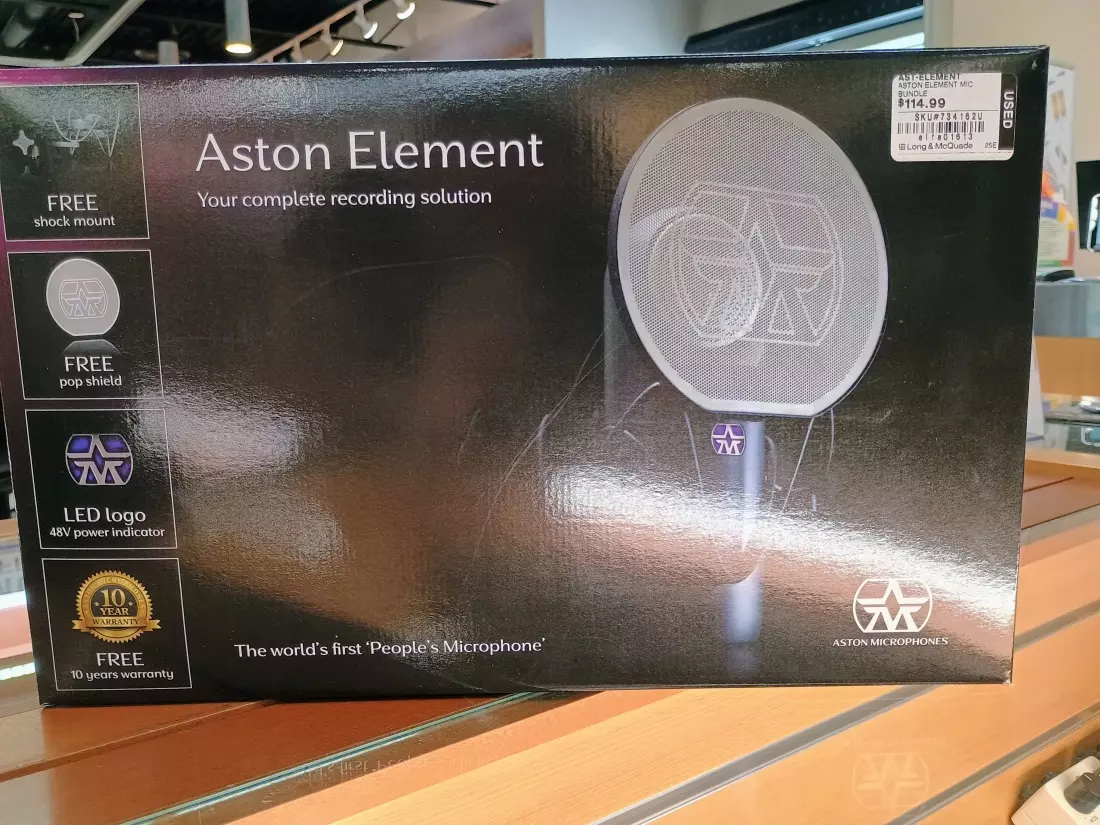 FREE
shock mount
FREE
pop shield
LED logo
48V power indicator
10
YEAR
WARRANTY
FREE
10 years warranty
Aston Element
Your complete recording solution
The world's first 'People's Microphone'
ASTON MICROPHONES
AST-ELEMENT
ASTON ELEMENT MIC
BUNDLE
$114.99
SKU#734162U
Long & McQuade 25E
USED